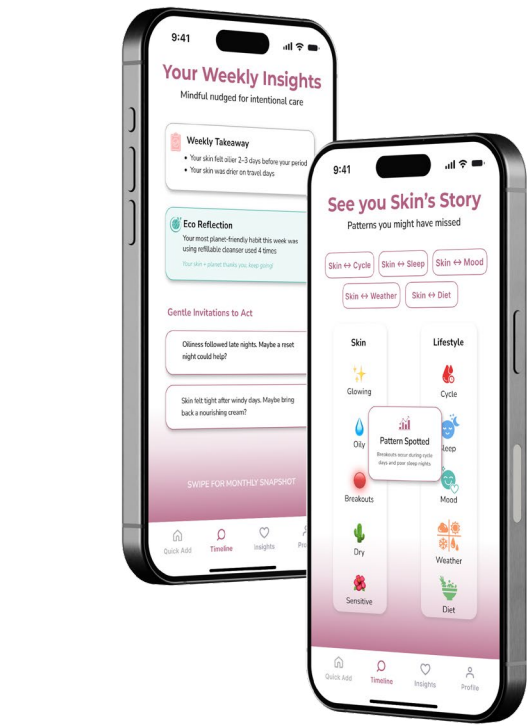 9:41
Your Weekly Insights
Mindful nudged for intentional care
Weekly Takeaway
• Your skin felt oilier 2–3 days before your period
• Your skin was drier on travel days
Eco Reflection
Your most planet-friendly habit this week was
using refillable cleanser used 4 times
Your skin + planet thanks you, keep going!
Gentle Invitations to Act
Oiliness followed late nights. Maybe a reset
night could help?
Skin felt tight after windy days. Maybe bring
back a nourishing cream?
SWIPE FOR MONTHLY SNAPSHOT
Quick Add
Timeline
Insights
9:41
See you Skin's Story
Patterns you might have missed
Skin ↔ Cycle
Skin ↔ Sleep
Skin ↔ Mood
Skin ↔ Weather
Skin ↔ Diet
Skin
Lifestyle
Glowing
Cycle
Oily
Pattern Spotted
Breakouts occur during cycle
days and poor sleep nights
leep
Breakouts
Mood
Dry
Weather
Sensitive
Diet
Quick Add
Timeline
Insights
Profile